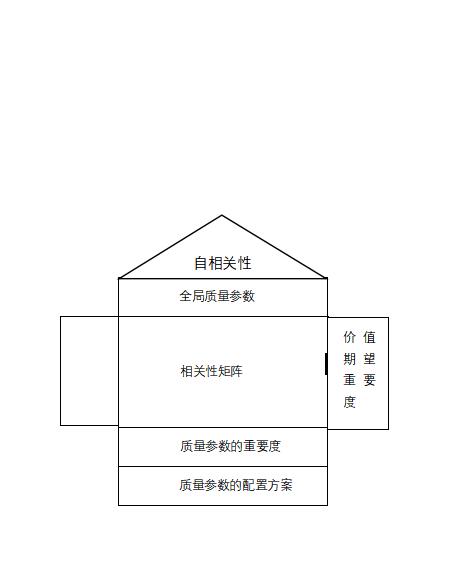 自相关性
全局质量参数
价 值
期 望
重 要
度
相关性矩阵
质量参数的重要度
质量参数的配置方案